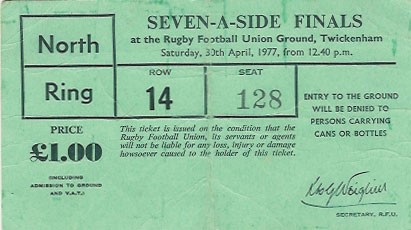 SEVEN-A-SIDE FINALS
at the Rugby Football Union Ground, Twickenham
Saturday, 30th April, 1977, from 12.40 p.m.
North
Ring
ROW
14
SEAT
128
ENTRY TO THE GROUND
WILL BE DENIED TO
PERSONS CARRYING
CANS OR BOTTLES
PRICE
£1.00
(INCLUDING
ADMISSION TO GROUND
AND V.A.T.)
This ticket is issued on the condition that the
Rugby Football Union, its servants or agents
will not be liable for any loss, injury or damage
howsoever caused to the holder of this ticket.
SECRETARY, R.F.U.